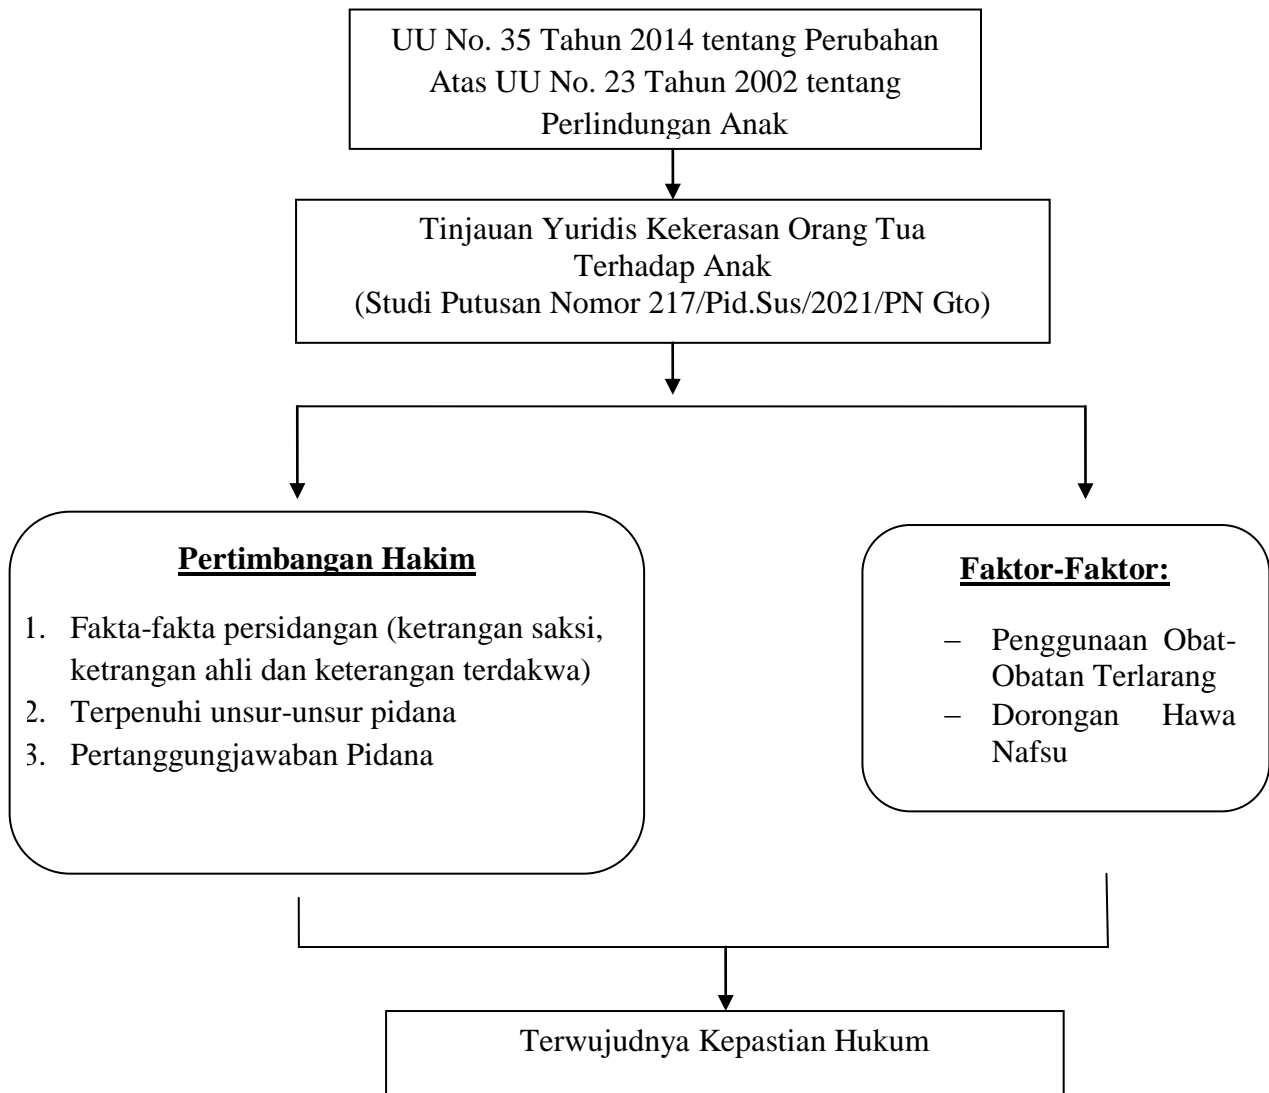 UU No. 35 Tahun 2014 tentang Perubahan
Atas UU No. 23 Tahun 2002 tentang
Perlindungan Anak
Tinjauan Yuridis Kekerasan Orang Tua
Terhadap Anak
(Studi Putusan Nomor 217/Pid.Sus/2021/PN Gto)
Pertimbangan Hakim
1. Fakta-fakta persidangan (ketrangan saksi,
ketrangan ahli dan keterangan terdakwa)
2. Terpenuhi unsur-unsur pidana
3. Pertanggungjawaban Pidana
Faktor-Faktor:
– Penggunaan Obat-
Obatan Terlarang
– Dorongan Hawa
Nafsu
Terwujudnya Kepastian Hukum